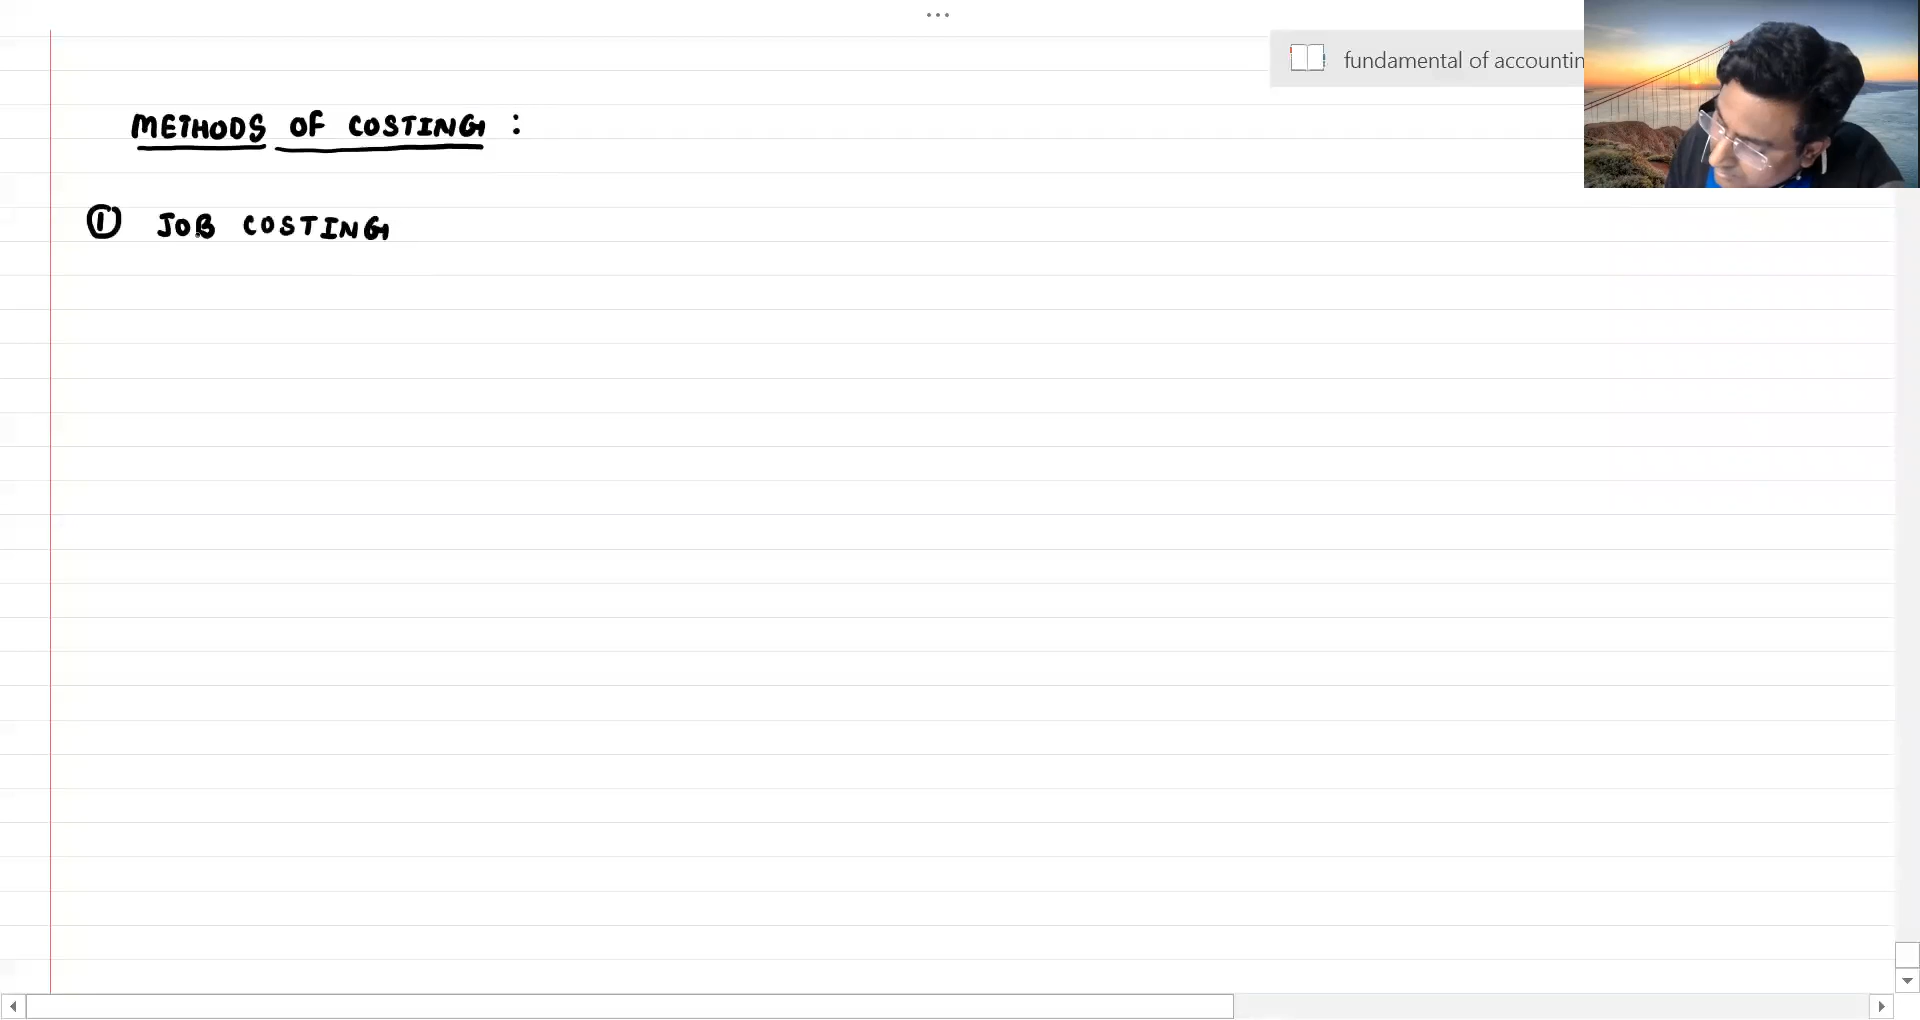 ...
fundamental of accountin
METHODS OF COSTING :
① JOB COSTING